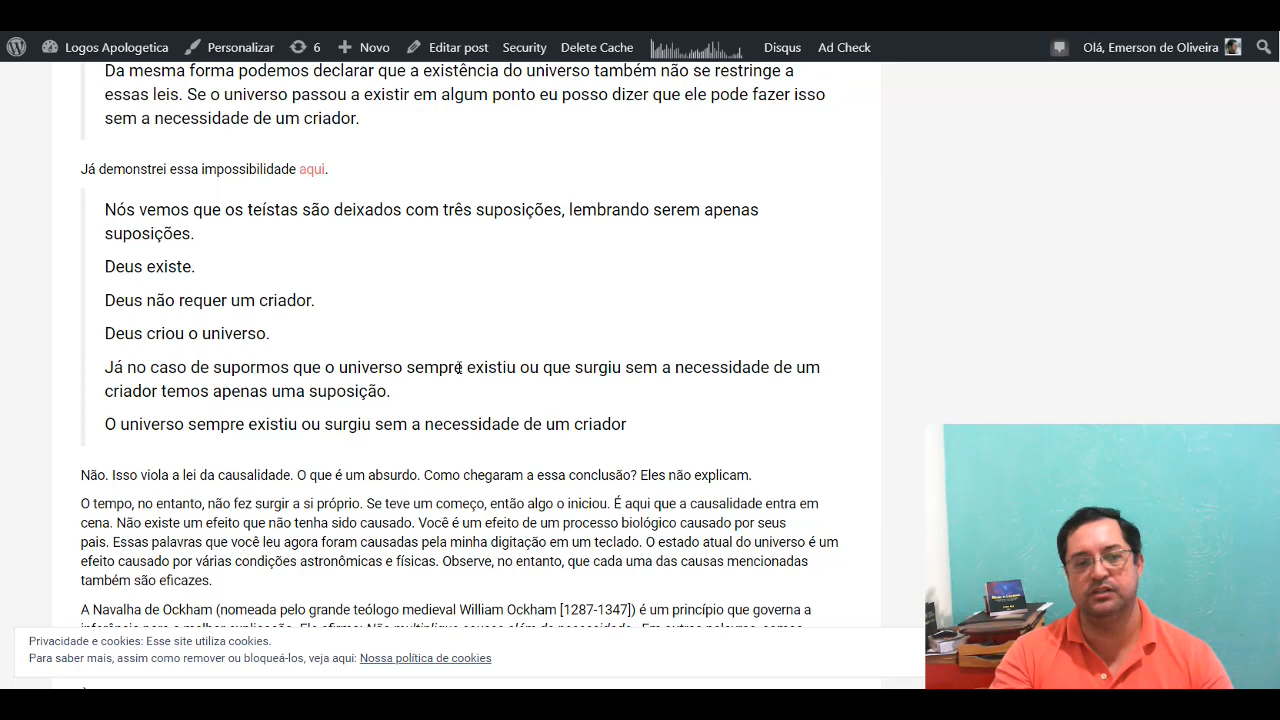 Logos Apologetica Personalizar 6 Novo Editar post Security Delete Cache Disqus Ad Check Olá, Emerson de Oliveira
Da mesma forma podemos declarar que a existência do universo também não se restringe a
essas leis. Se o universo passou a existir em algum ponto eu posso dizer que ele pode fazer isso
sem a necessidade de um criador.
Já demonstrei essa impossibilidade aqui.
Nós vemos que os teístas são deixados com três suposições, lembrando serem apenas
suposições.
Deus existe.
Deus não requer um criador.
Deus criou o universo.
Já no caso de supormos que o universo sempre existiu ou que surgiu sem a necessidade de um
criador temos apenas uma suposição.
O universo sempre existiu ou surgiu sem a necessidade de um criador
Não. Isso viola a lei da causalidade. O que é um absurdo. Como chegaram a essa conclusão? Eles não explicam.
O tempo, no entanto, não fez surgir a si próprio. Se teve um começo, então algo o iniciou. É aqui que a causalidade entra em
cena. Não existe um efeito que não tenha sido causado. Você é um efeito de um processo biológico causado por seus
pais. Essas palavras que você leu agora foram causadas pela minha digitação em um teclado. O estado atual do universo é um
efeito causado por várias condições astronômicas e físicas. Observe, no entanto, que cada uma das causas mencionadas
também são eficazes.
A Navalha de Ockham (nomeada pelo grande teólogo medieval William Ockham [1287-1347]) é um princípio que governa a
Privacidade e cookies: Esse site utiliza cookies.
Para saber mais, assim como remover ou bloqueá-los, veja aqui: Nossa política de cookies